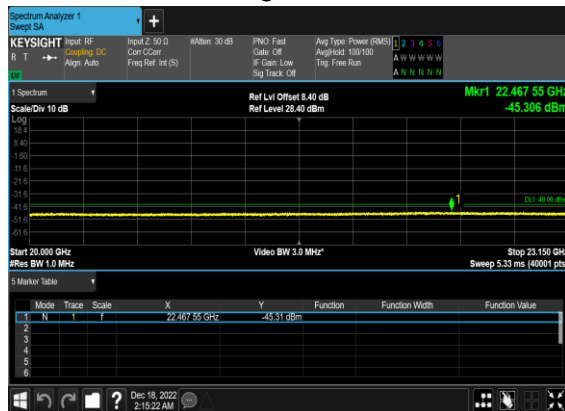 Spectrum Analyzer 1
Swept SA
+
KEYSIGHT Input: RF Input Z: 50 Ω #Atten: 30 dB PNO: Fast Avg Type: Power (RMS) 1 2 3 4 5 6
R T Coupling: DC Corr CCorr Gate: Off Avg|Hold: 100/100 A W W W W W
Align: Auto Freq Ref: Int (S) IF Gain: Low Trig: Free Run
LW Sig Track: Off A N N N N N
1 Spectrum Ref Lvl Offset 8.40 dB Mkr1 22.467 55 GHz
Scale/Div 10 dB Ref Level 28.40 dBm -45.306 dBm
Log
18.4
8.40
-1.60
-11.6
-21.6
-31.6
1
DL1 -40.00 dBm
-41.6
-51.6
-61.6
Start 20.000 GHz Video BW 3.0 MHz* Stop 23.150 GHz
#Res BW 1.0 MHz Sweep 5.33 ms (40001 pts)
5 Marker Table
Mode Trace Scale X Y Function Function Width Function Value
1 N 1 f 22.467 55 GHz -45.31 dBm
2
3
4
5
6
? Dec 18, 2022
2:15:22 AM